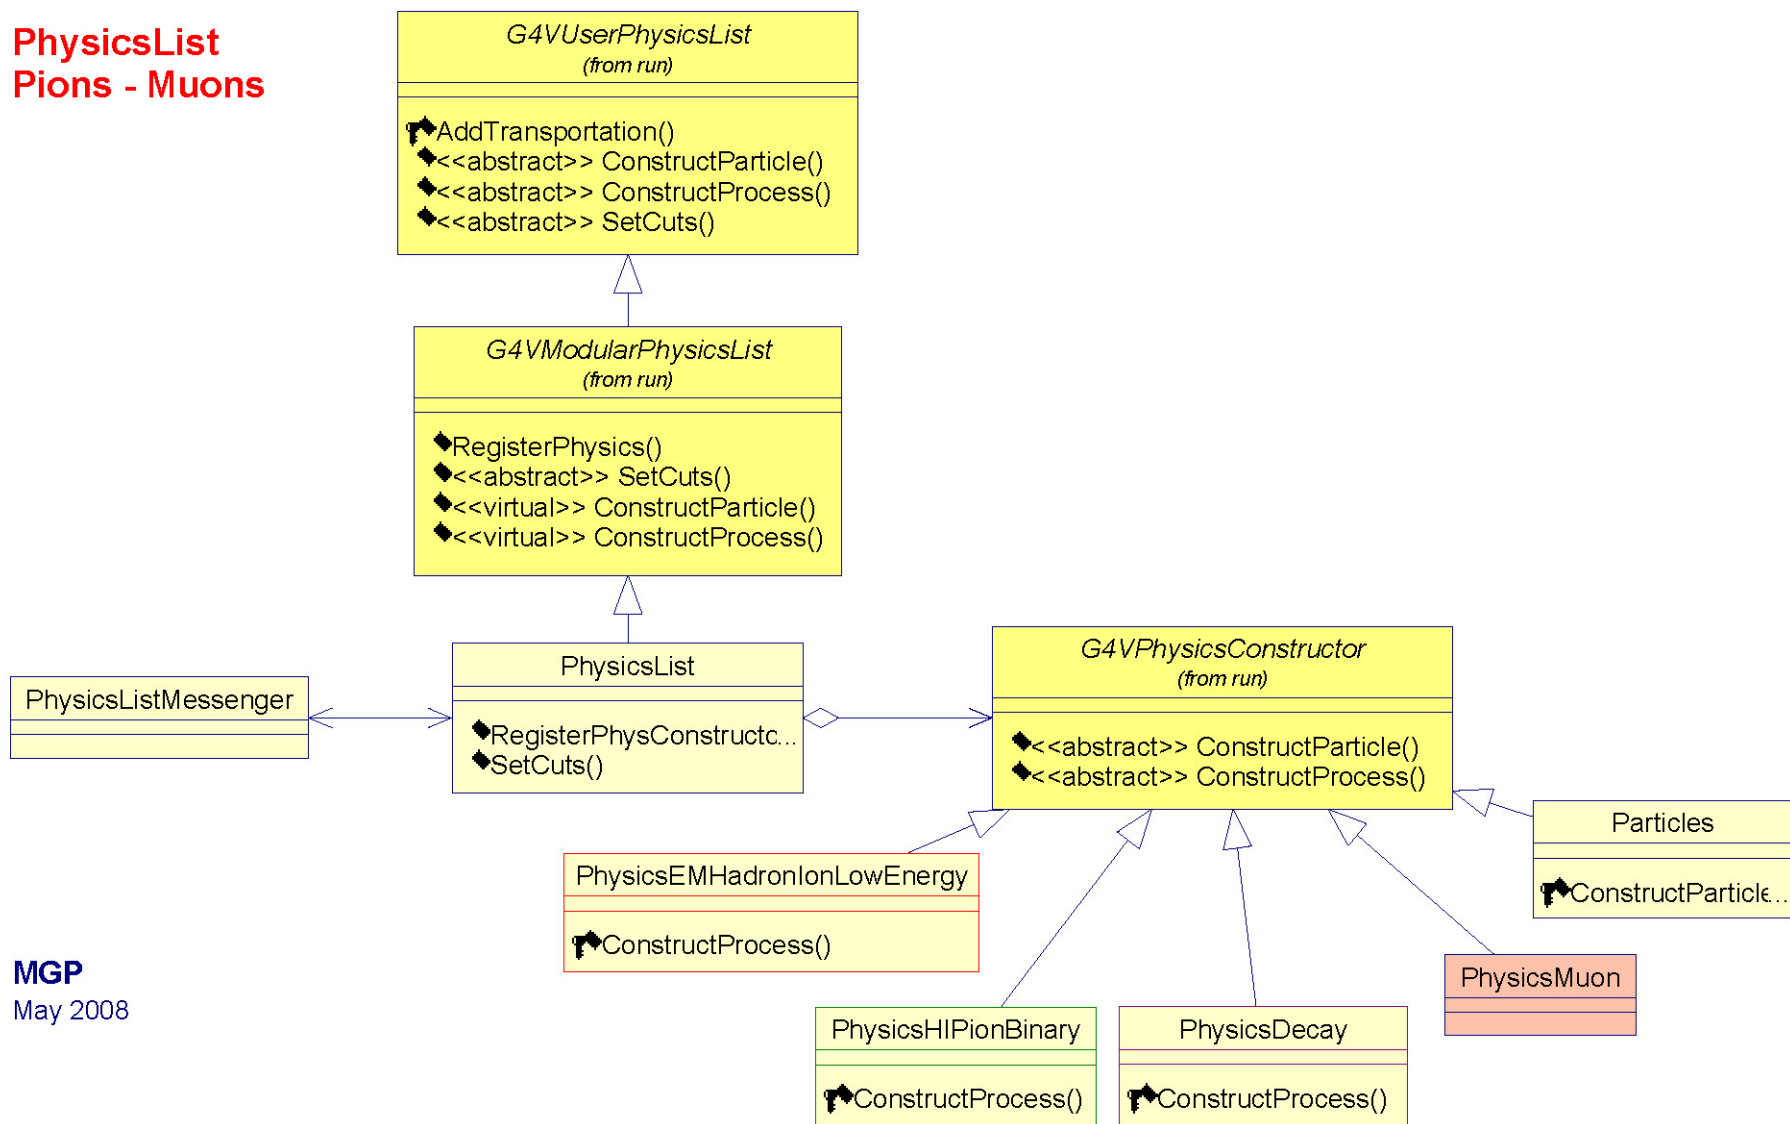 PhysicsList
Pions - Muons
G4VUserPhysicsList
(from run)
AddTransportation()
<<abstract>> ConstructParticle()
<<abstract>> ConstructProcess()
<<abstract>> SetCuts()
G4VModularPhysicsList
(from run)
RegisterPhysics()
<<abstract>> SetCuts()
<<virtual>> ConstructParticle()
<<virtual>> ConstructProcess()
PhysicsListMessenger
PhysicsList
RegisterPhysConstructc...
SetCuts()
G4VPhysicsConstructor
(from run)
<<abstract>> ConstructParticle()
<<abstract>> ConstructProcess()
Particles
ConstructParticle...
PhysicsEMHadronIonLowEnergy
ConstructProcess()
PhysicsMuon
PhysicsHIPionBinary
ConstructProcess()
PhysicsDecay
ConstructProcess()
MGP
May 2008